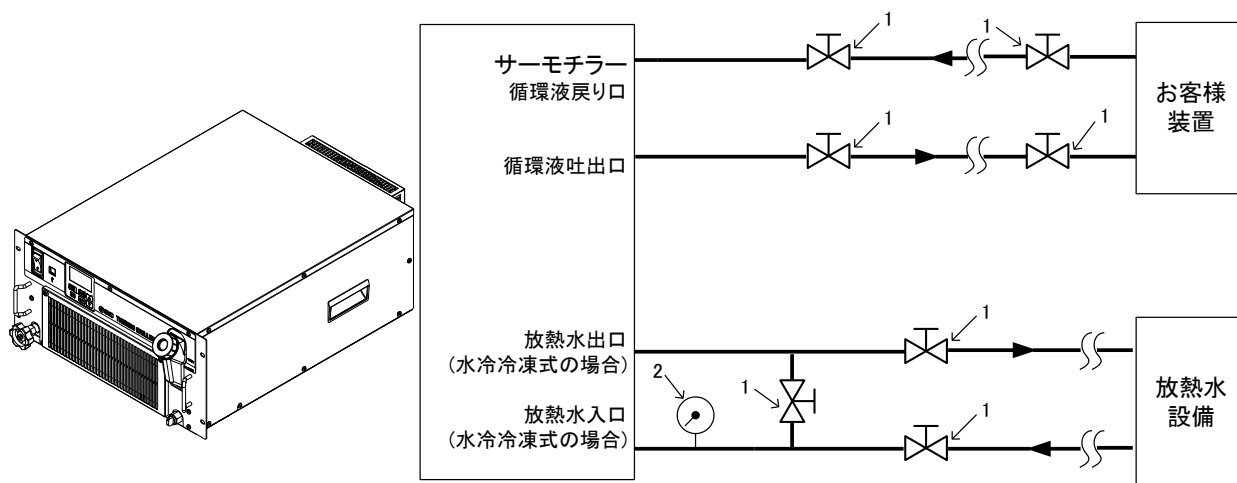 サーモチラー
循環液戻り口
循環液吐出口
放熱水出口
(水冷冷凍式の場合)
放熱水入口
(水冷冷凍式の場合)
1
1
1
1
お客様
装置
1
2
1
1
放熱水
設備